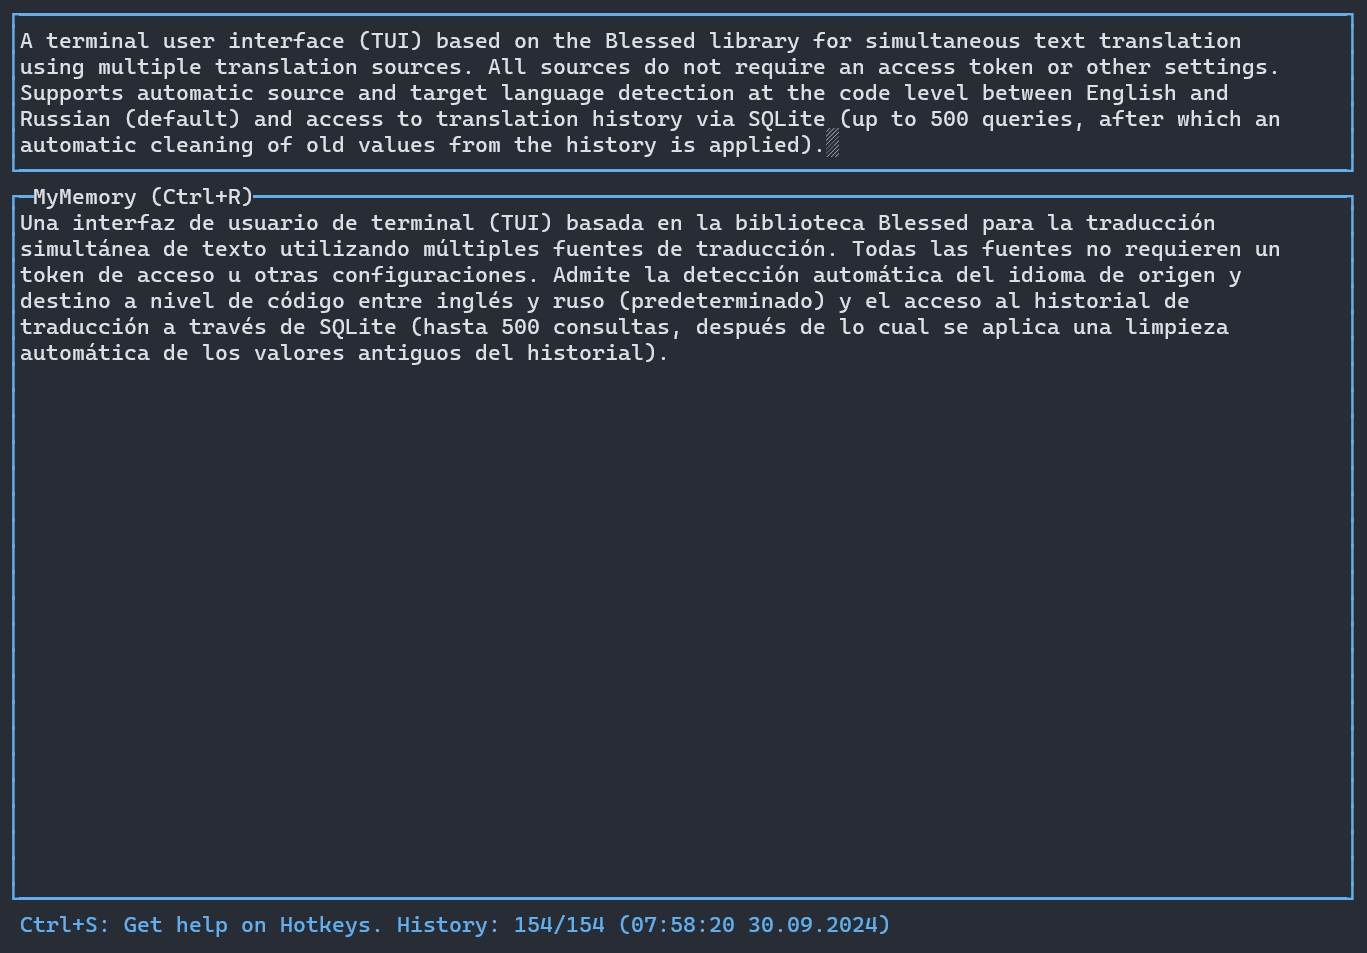 A terminal user interface (TUI) based on the Blessed library for simultaneous text translation
using multiple translation sources. All sources do not require an access token or other settings.
Supports automatic source and target language detection at the code level between English and
Russian (default) and access to translation history via SQLite (up to 500 queries, after which an
automatic cleaning of old values from the history is applied).
MyMemory (Ctrl+R)
Una interfaz de usuario de terminal (TUI) basada en la biblioteca Blessed para la traducción
simultánea de texto utilizando múltiples fuentes de traducción. Todas las fuentes no requieren un
token de acceso u otras configuraciones. Admite la detección automática del idioma de origen y
destino a nivel de código entre inglés y ruso (predeterminado) y el acceso al historial de
traducción a través de SQLite (hasta 500 consultas, después de lo cual se aplica una limpieza
automática de los valores antiguos del historial).
Ctrl+S: Get help on Hotkeys. History: 154/154 (07:58:20 30.09.2024)